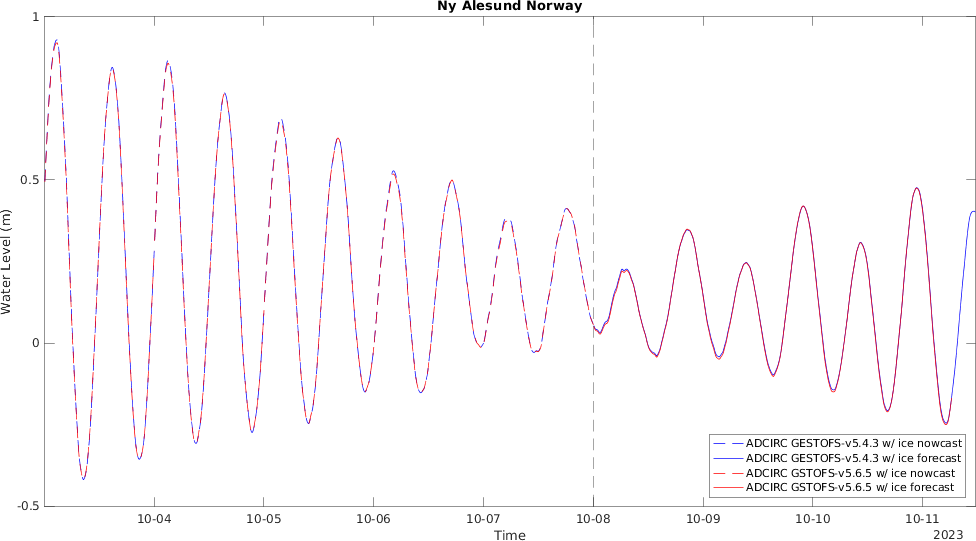 Ny Alesund Norway
1
0.5
0
-0.5
Water Level (m)
ADCIRC GESTOFS-v5.4.3 w/ ice nowcast
ADCIRC GESTOFS-v5.4.3 w/ ice forecast
ADCIRC GSTOFS-v5.6.5 w/ ice nowcast
ADCIRC GSTOFS-v5.6.5 w/ ice forecast
10-04 10-05 10-06 10-07 10-08 10-09 10-10 10-11
Time
2023